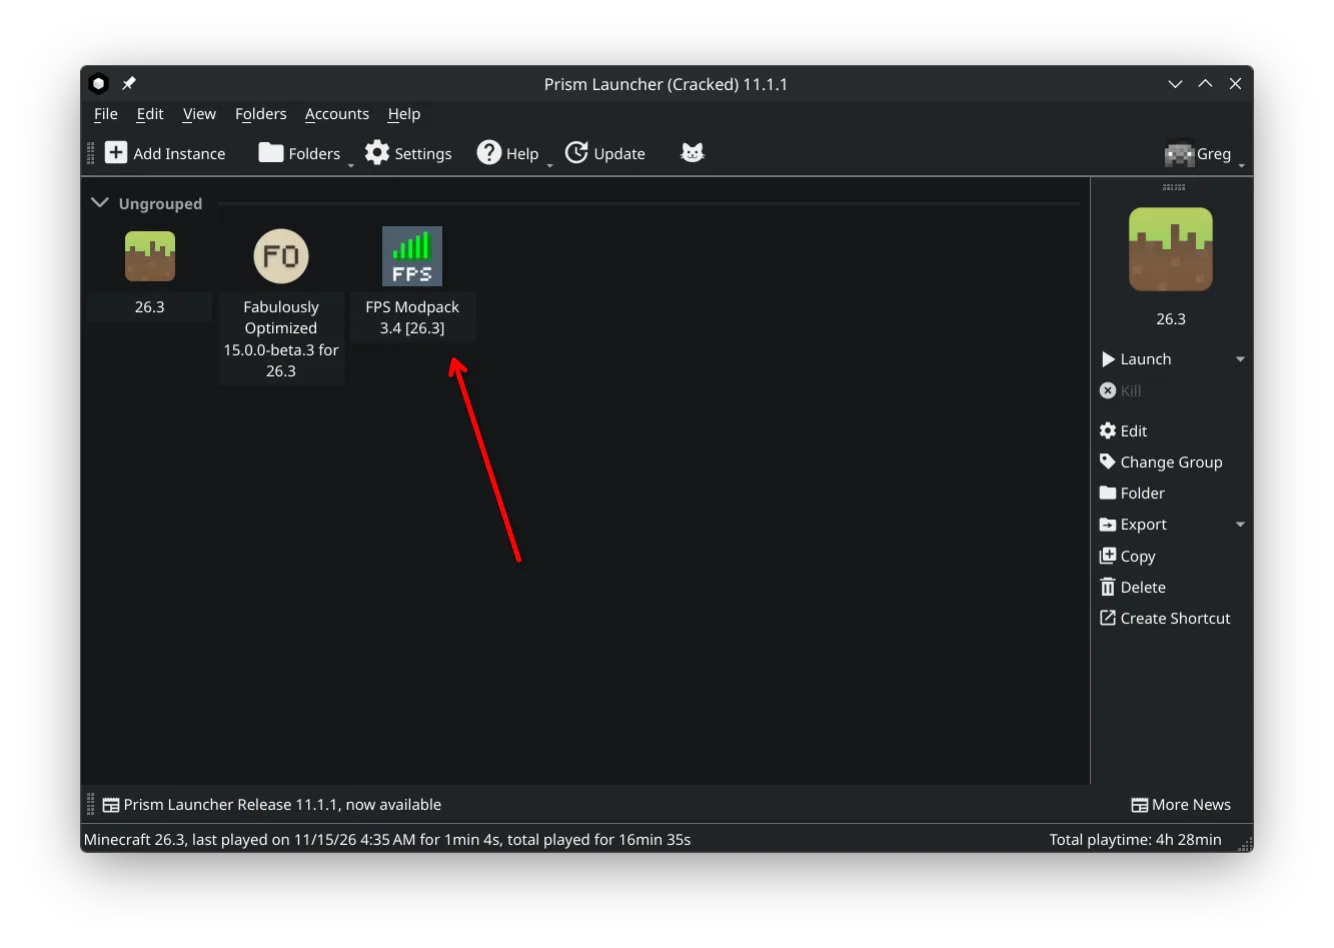 Prism Launcher (Cracked) 11.1.1
File Edit View Folders Accounts Help
Add Instance Folders Settings Help Update Greg
Ungrouped
FO
FPS
26.3
Fabulously
Optimized
15.0.0-beta.3 for
26.3
FPS Modpack
3.4 [26.3]
26.3
Launch
Kill
Edit
Change Group
Folder
Export
Copy
Delete
Create Shortcut
Prism Launcher Release 11.1.1, now available
More News
Minecraft 26.3, last played on 11/15/26 4:35 AM for 1min 4s, total played for 16min 35s
Total playtime: 4h 28min